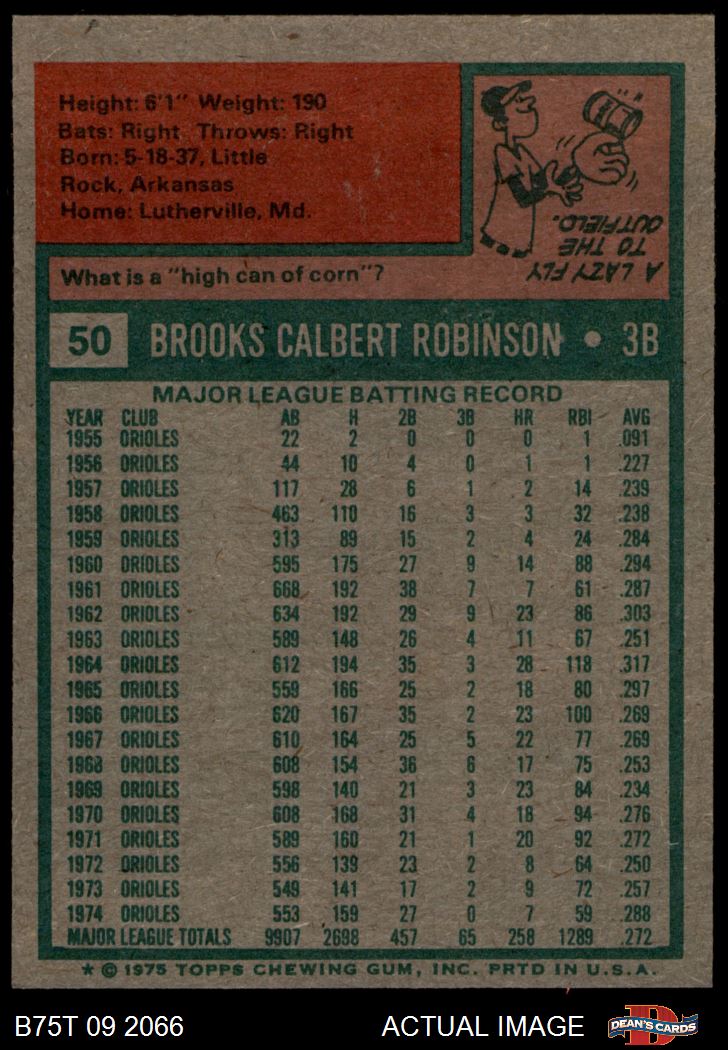 Height: 6'1" Weight: 190
Bats: Right Throws: Right
Born: 5-18-37, Little
Rock, Arkansas
Home: Lutherville, Md.
What is a "high can of corn"?
A LAZY FLY
TO THE
OUTFIELD.
50 BROOKS CALBERT ROBINSON • 3B
MAJOR LEAGUE BATTING RECORD
YEAR CLUB AB H 2B 3B HR RBI AVG
1955 ORIOLES 22 2 0 0 0 1 .091
1956 ORIOLES 44 10 4 0 1 1 .227
1957 ORIOLES 117 28 6 1 2 14 .239
1958 ORIOLES 463 110 16 3 3 32 .238
1959 ORIOLES 313 89 15 2 4 24 .284
1960 ORIOLES 595 175 27 9 14 88 .294
1961 ORIOLES 668 192 38 7 7 61 .287
1962 ORIOLES 634 192 29 9 23 86 .303
1963 ORIOLES 589 148 26 4 11 67 .251
1964 ORIOLES 612 194 35 3 28 118 .317
1965 ORIOLES 559 166 25 2 18 80 .297
1966 ORIOLES 620 167 35 2 23 100 .269
1967 ORIOLES 610 164 25 5 22 77 .269
1968 ORIOLES 608 154 36 6 17 75 .253
1969 ORIOLES 598 140 21 3 23 84 .234
1970 ORIOLES 608 168 31 4 18 94 .276
1971 ORIOLES 589 160 21 1 20 92 .272
1972 ORIOLES 556 139 23 2 8 64 .250
1973 ORIOLES 549 141 17 2 9 72 .257
1974 ORIOLES 553 159 27 0 7 59 .288
MAJOR LEAGUE TOTALS 9907 2698 457 65 258 1289 .272
★ © 1975 TOPPS CHEWING GUM, INC. PRTD IN U.S.A.
B75T 09 2066 ACTUAL IMAGE DEAN'S CARDS